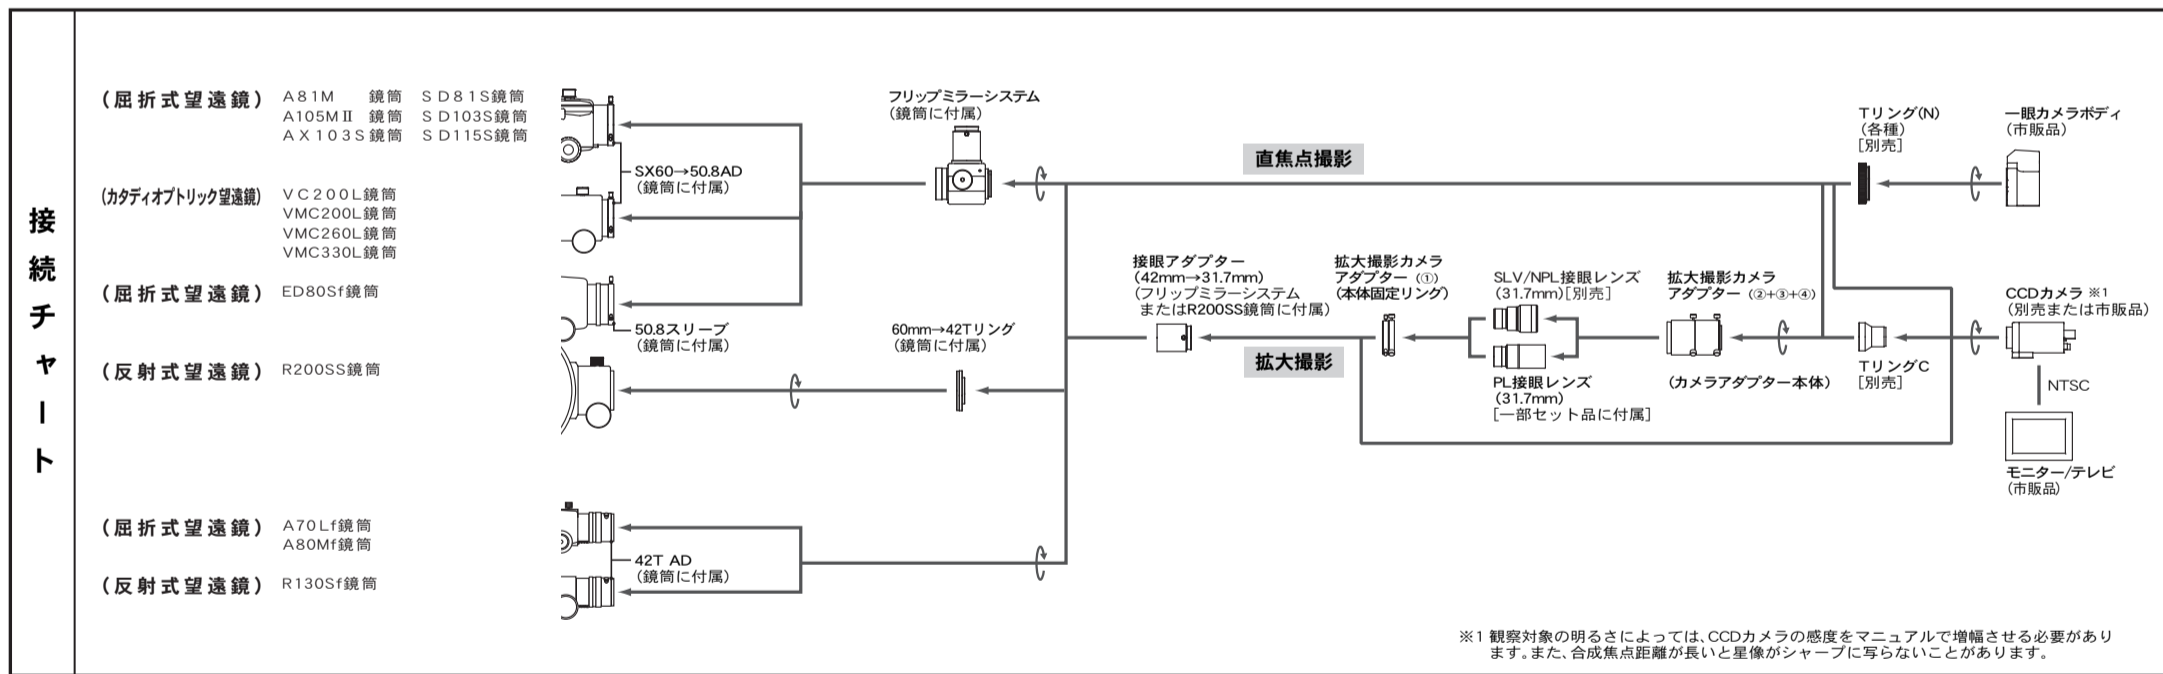 接続チャート
(屈折式望遠鏡) A81M 鏡筒 SD81S鏡筒
A105MⅡ 鏡筒 SD103S鏡筒
AX103S鏡筒 SD115S鏡筒
(カタディオプトリック望遠鏡) VC200L鏡筒
VMC200L鏡筒
VMC260L鏡筒
VMC330L鏡筒
(屈折式望遠鏡) ED80Sf鏡筒
(反射式望遠鏡) R200SS鏡筒
(屈折式望遠鏡) A70Lf鏡筒
A80Mf鏡筒
(反射式望遠鏡) R130Sf鏡筒
SX60→50.8AD
(鏡筒に付属)
50.8スリーブ
(鏡筒に付属)
42T AD
(鏡筒に付属)
フリップミラーシステム
(鏡筒に付属)
60mm→42Tリング
(鏡筒に付属)
直焦点撮影
接眼アダプター
(42mm→31.7mm)
(フリップミラーシステム
またはR200SS鏡筒に付属)
拡大撮影
拡大撮影カメラ
アダプター (①)
(本体固定リング)
SLV/NPL接眼レンズ
(31.7mm)[別売]
PL接眼レンズ
(31.7mm)
[一部セット品に付属]
拡大撮影カメラ
アダプター (②+③+④)
(カメラアダプター本体)
Tリング(N)
(各種)
[別売]
一眼カメラボディ
(市販品)
TリングC
[別売]
CCDカメラ ※1
(別売または市販品)
NTSC
モニター/テレビ
(市販品)
※1 観察対象の明るさによっては、CCDカメラの感度をマニュアルで増幅させる必要があり
ます。また、合成焦点距離が長いと星像がシャープに写らないことがあります。